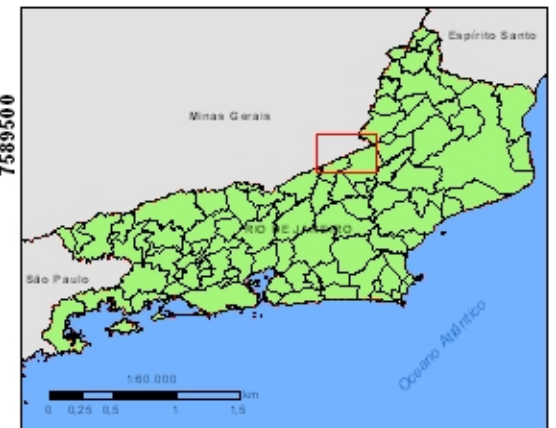 Espírito Santo
Minas Gerais
7589500
RIO DE JANEIRO
São Paulo
Oceano Atlântico
1:60.000
km
0 0,25 0,5 1 1,5